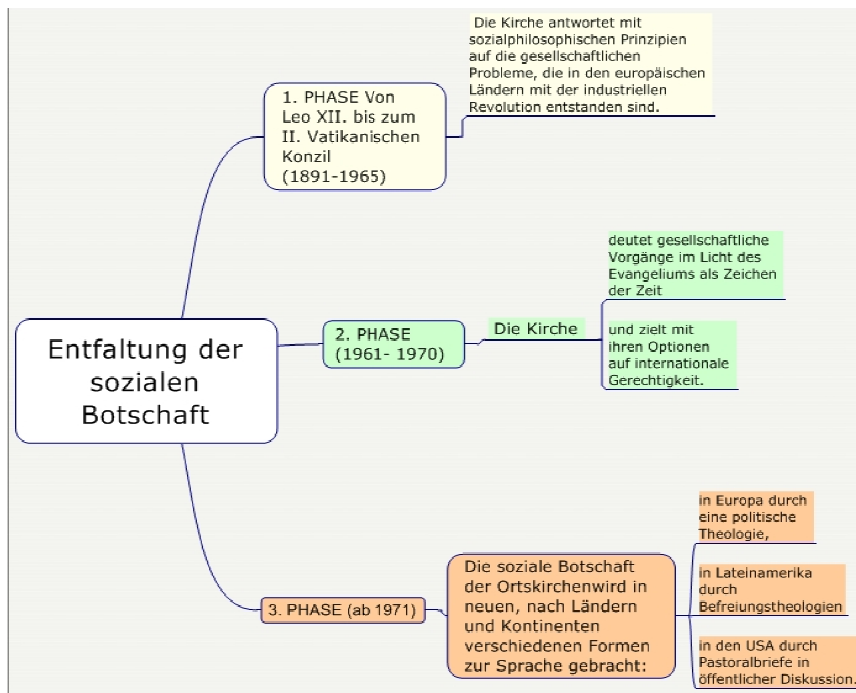 Die Kirche antwortet mit
sozialphilosophischen Prinzipien
auf die gesellschaftlichen
Probleme, die in den europäischen
Ländern mit der industriellen
Revolution entstanden sind.
1. PHASE Von
Leo XII. bis zum
II. Vatikanischen
Konzil
(1891-1965)
deutet gesellschaftliche
Vorgänge im Licht des
Evangeliums als Zeichen
der Zeit
Die Kirche
2. PHASE
(1961- 1970)
und zielt mit
ihren Optionen
auf internationale
Gerechtigkeit.
Entfaltung der
sozialen
Botschaft
in Europa durch
eine politische
Theologie,
Die soziale Botschaft
der Ortskirchenwird in
neuen, nach Ländern
und Kontinenten
verschiedenen Formen
zur Sprache gebracht:
3. PHASE (ab 1971)
in Lateinamerika
durch
Befreiungstheologien
in den USA durch
Pastoralbriefe in
öffentlicher Diskussion.